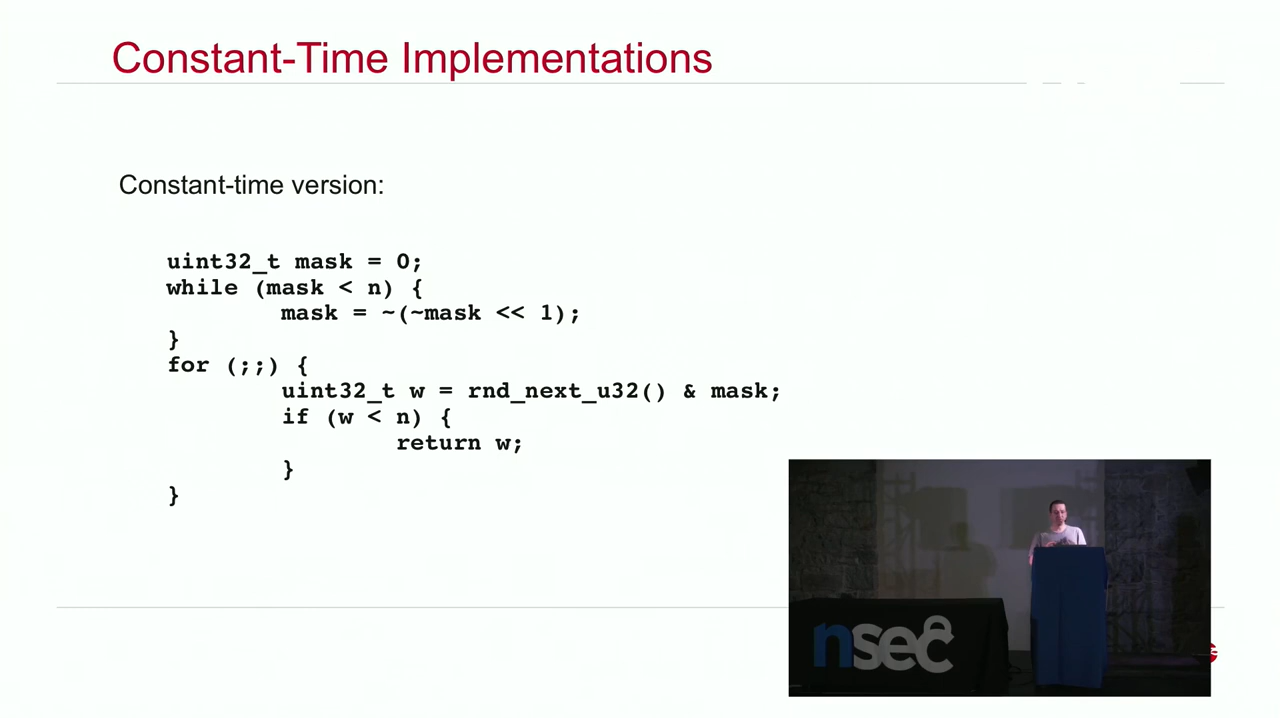 Constant-Time Implementations
Constant-time version:
uint32_t mask = 0;
while (mask < n) {
        mask = ~(~mask << 1);
}
for (;;) {
        uint32_t w = rnd_next_u32() & mask;
        if (w < n) {
                return w;
        }
}
nsec